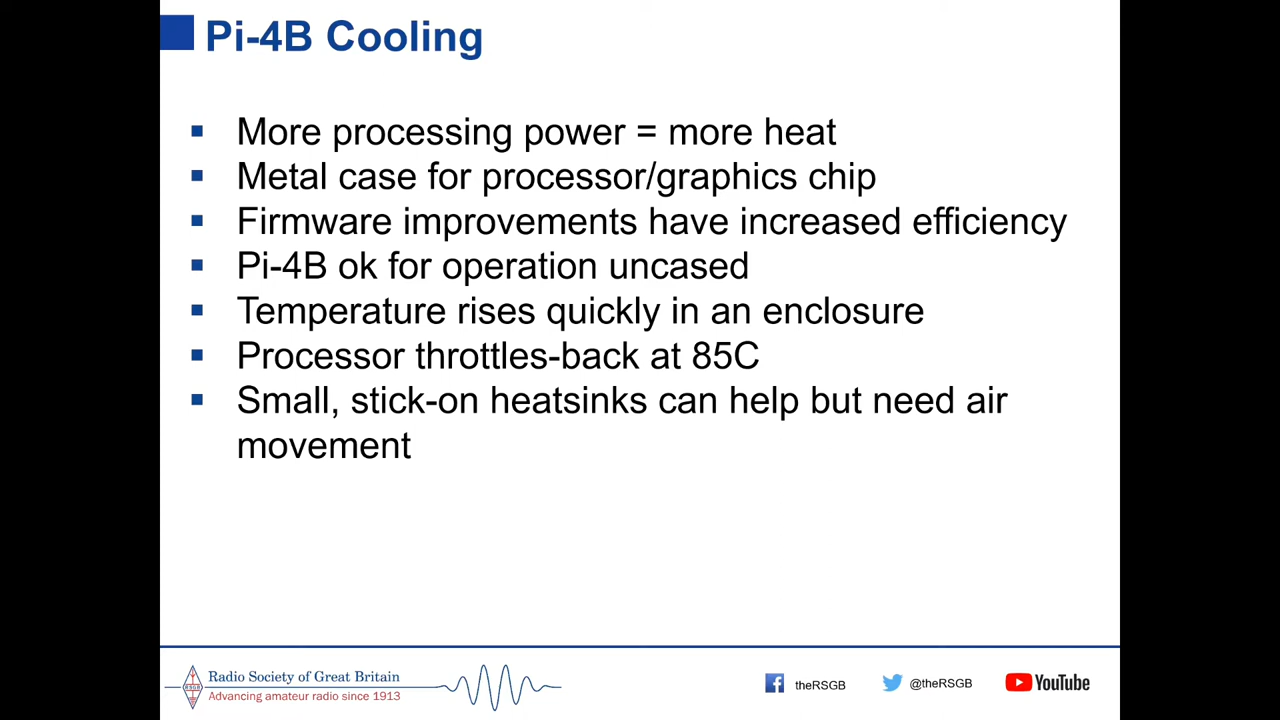 Pi-4B Cooling
More processing power = more heat
Metal case for processor/graphics chip
Firmware improvements have increased efficiency
Pi-4B ok for operation uncased
Temperature rises quickly in an enclosure
Processor throttles-back at 85C
Small, stick-on heatsinks can help but need air
movement
RSGB
Radio Society of Great Britain
Advancing amateur radio since 1913
theRSGB
@theRSGB
YouTube